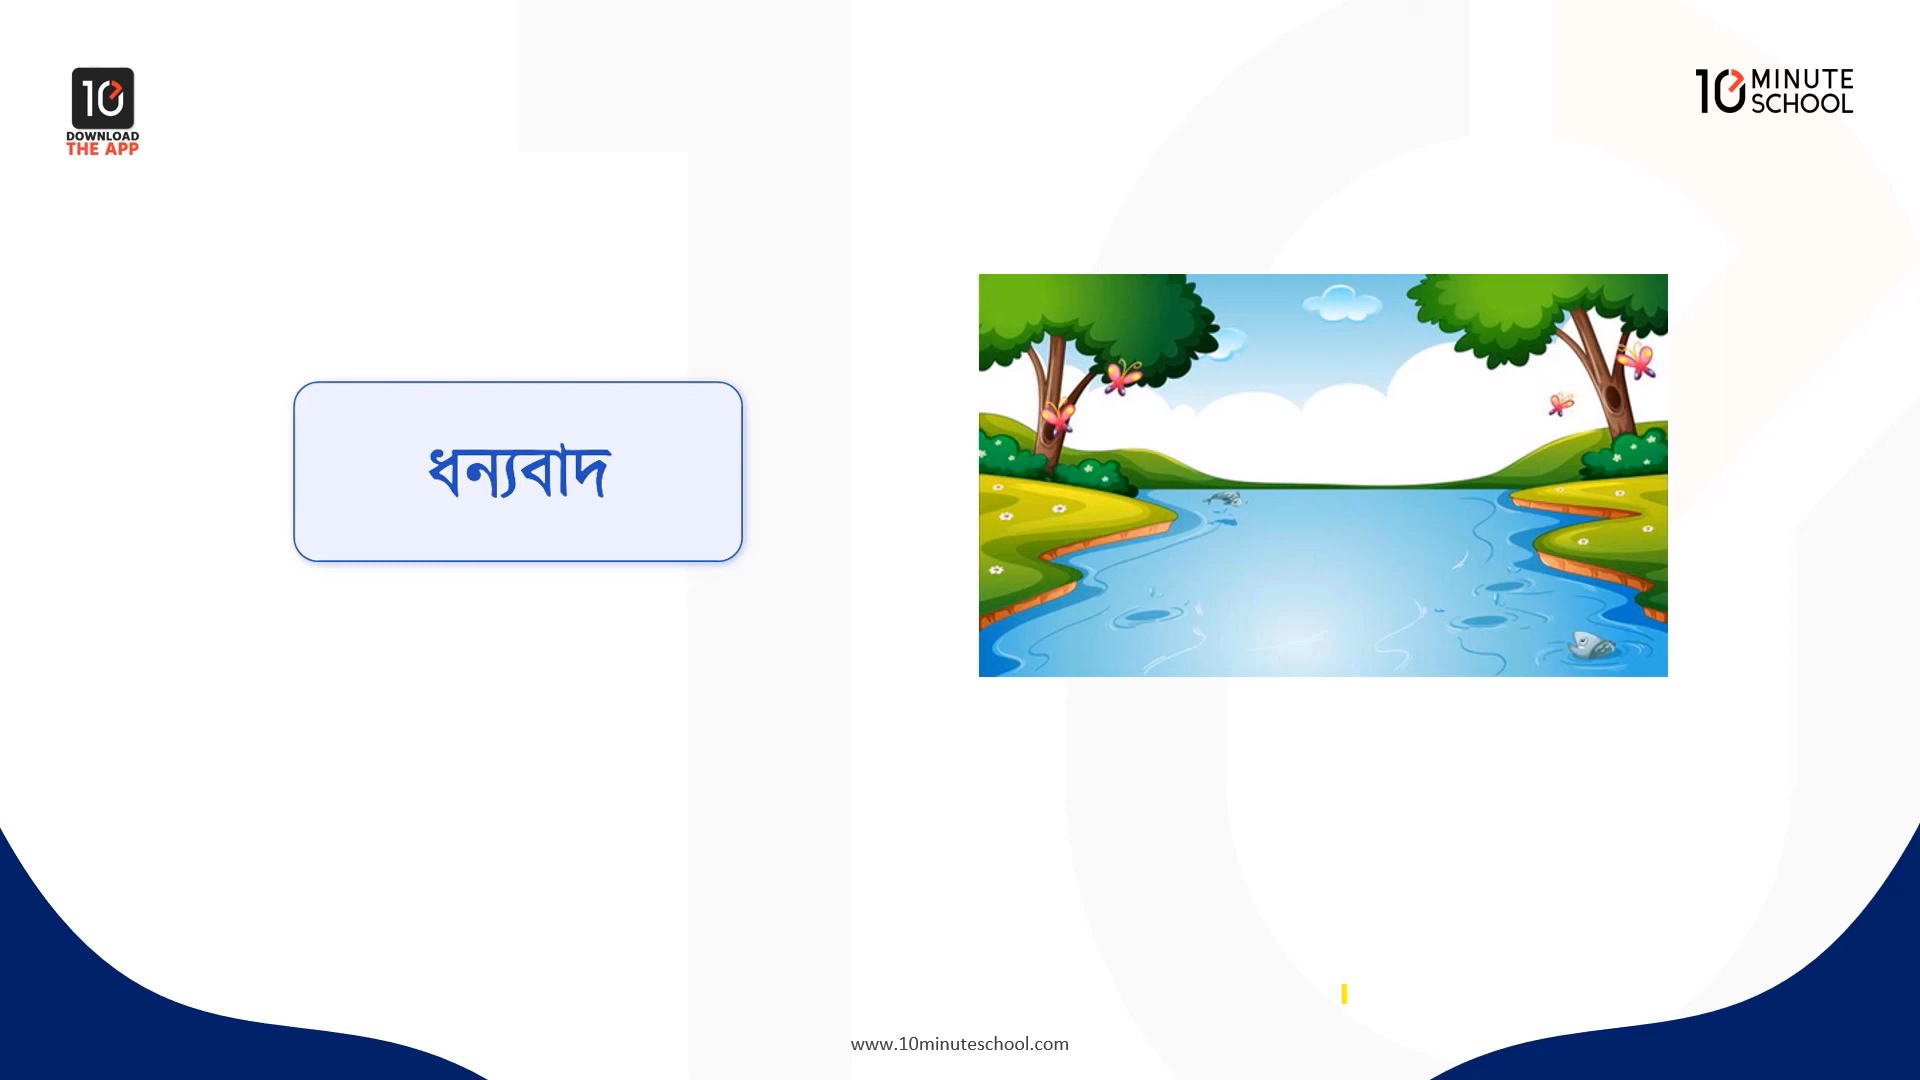 10
DOWNLOAD
THE APP
10 MINUTE
SCHOOL
ধন্যবাদ
www.10minuteschool.com